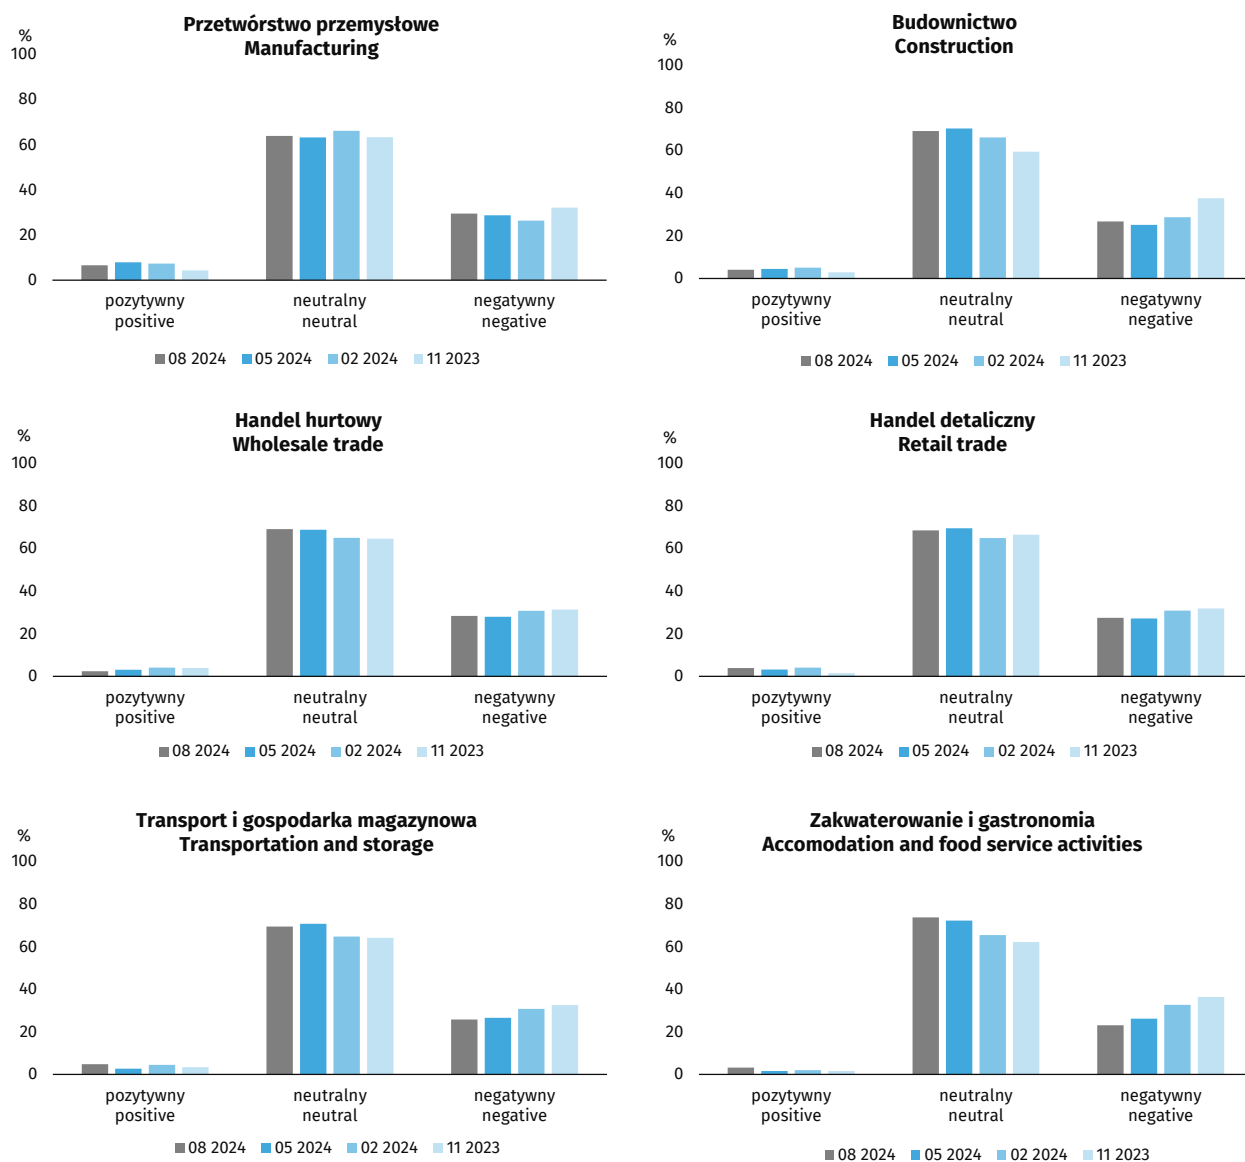 Przetwórstwo przemysłowe
Manufacturing
%
100
80
60
40
20
0
pozytywny
positive
neutralny
neutral
negatywny
negative
08 2024 05 2024 02 2024 11 2023
Budownictwo
Construction
%
100
80
60
40
20
0
pozytywny
positive
neutralny
neutral
negatywny
negative
08 2024 05 2024 02 2024 11 2023
Handel hurtowy
Wholesale trade
%
100
80
60
40
20
0
pozytywny
positive
neutralny
neutral
negatywny
negative
08 2024 05 2024 02 2024 11 2023
Handel detaliczny
Retail trade
%
100
80
60
40
20
0
pozytywny
positive
neutralny
neutral
negatywny
negative
08 2024 05 2024 02 2024 11 2023
Transport i gospodarka magazynowa
Transportation and storage
%
100
80
60
40
20
0
pozytywny
positive
neutralny
neutral
negatywny
negative
08 2024 05 2024 02 2024 11 2023
Zakwaterowanie i gastronomia
Accomodation and food service activities
%
100
80
60
40
20
0
pozytywny
positive
neutralny
neutral
negatywny
negative
08 2024 05 2024 02 2024 11 2023